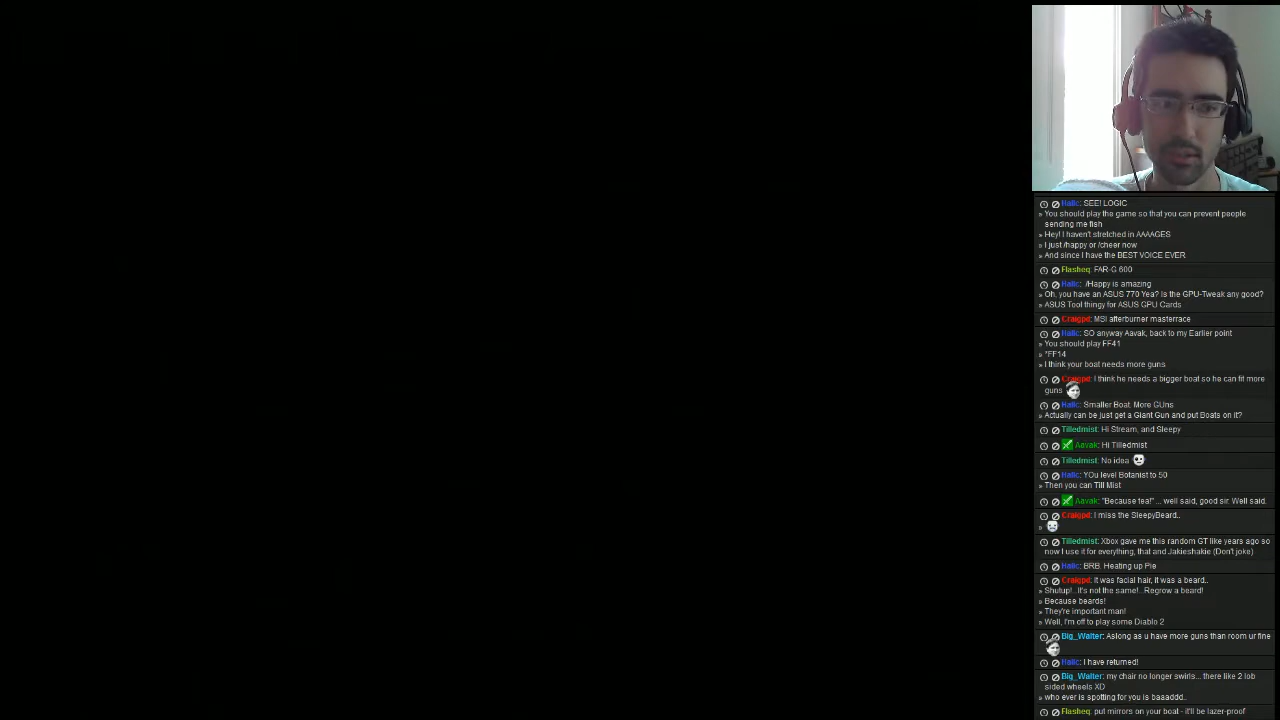 Hallc: SEE! LOGIC
» You should play the game so that you can prevent people
sending me fish
» Hey! I haven't stretched in AAAAGES
» I just /happy or /cheer now
» And since I have the BEST VOICE EVER
Flasheq: FAR-G 600
Hallc: /Happy is amazing
» Oh, you have an ASUS 770 Yea? Is the GPU-Tweak any good?
» ASUS Tool thingy for ASUS GPU Cards
Craigpd: MSI afterburner masterrace
Hallc: SO anyway Aavak, back to my Earlier point
» You should play FF41
» *FF14
» I think your boat needs more guns
Craigpd: I think he needs a bigger boat so he can fit more
guns
Hallc: Smaller Boat. More GUns
» Actually can be just get a Giant Gun and put Boats on it?
Tilledmist: Hi Stream, and Sleepy
Aavak: Hi Tilledmist
Tilledmist: No idea
Hallc: YOu level Botanist to 50
» Then you can Till Mist
Aavak: "Because tea!" ... well said, good sir. Well said.
Craigpd: I miss the SleepyBeard..
»
Tilledmist: Xbox gave me this random GT like years ago so
now I use it for everything, that and Jakieshakie (Don't joke)
Hallc: BRB. Heating up Pie
Craigpd: It was facial hair, it was a beard..
» Shutup!..It's not the same!..Regrow a beard!
» Because beards!
» They're important man!
» Well, I'm off to play some Diablo 2
Big_Walter: Aslong as u have more guns than room ur fine
Hallc: I have returned!
Big_Walter: my chair no longer swirls... there like 2 lob
sided wheels XD
» who ever is spotting for you is baaaddd..
Flasheq: put mirrors on your boat - it'll be lazer-proof